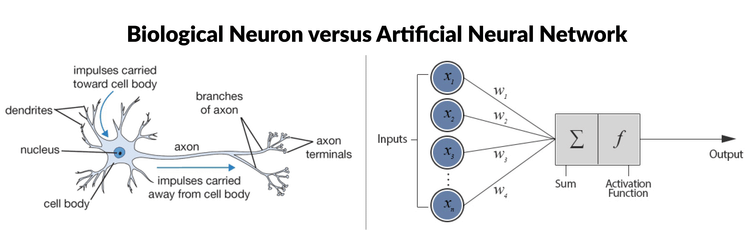 Biological Neuron versus Artificial Neural Network
impulses carried
toward cell body
dendrites
nucleus
cell body
axon
impulses carried
away from cell body
branches
of axon
axon
terminals
Inputs
x1
x2
x3
xn
w1
w2
w3
w4
Σ
f
Sum
Activation
Function
Output